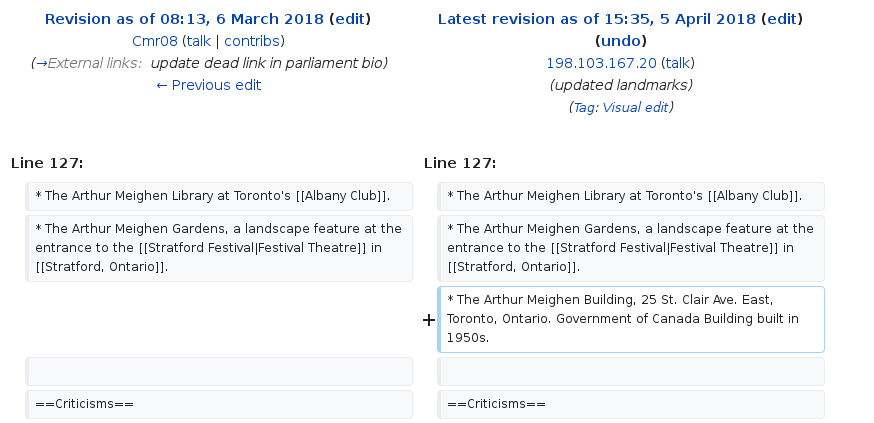 Revision as of 08:13, 6 March 2018 (edit)
Cmr08 (talk | contribs)
(→External links: update dead link in parliament bio)
← Previous edit
Latest revision as of 15:35, 5 April 2018 (edit)
(undo)
198.103.167.20 (talk)
(updated landmarks)
(Tag: Visual edit)
Line 127:
Line 127:
* The Arthur Meighen Library at Toronto's [[Albany Club]].
* The Arthur Meighen Library at Toronto's [[Albany Club]].
* The Arthur Meighen Gardens, a landscape feature at the
entrance to the [[Stratford Festival|Festival Theatre]] in
[[Stratford, Ontario]].
* The Arthur Meighen Gardens, a landscape feature at the
entrance to the [[Stratford Festival|Festival Theatre]] in
[[Stratford, Ontario]].
+
* The Arthur Meighen Building, 25 St. Clair Ave. East,
Toronto, Ontario. Government of Canada Building built in
1950s.
==Criticisms==
==Criticisms==